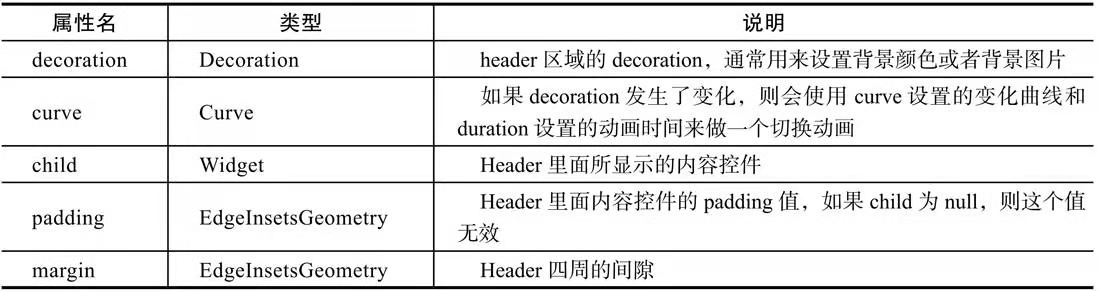 属性名 类型 说明
decoration Decoration header 区域的 decoration，通常用来设置背景颜色或者背景图片
curve Curve 如果 decoration 发生了变化，则会使用 curve 设置的变化曲线和
duration 设置的动画时间来做一个切换动画
child Widget Header 里面所显示的内容控件
padding EdgeInsetsGeometry Header 里面内容控件的 padding 值，如果 child 为 null，则这个值
无效
margin EdgeInsetsGeometry Header 四周的间隙